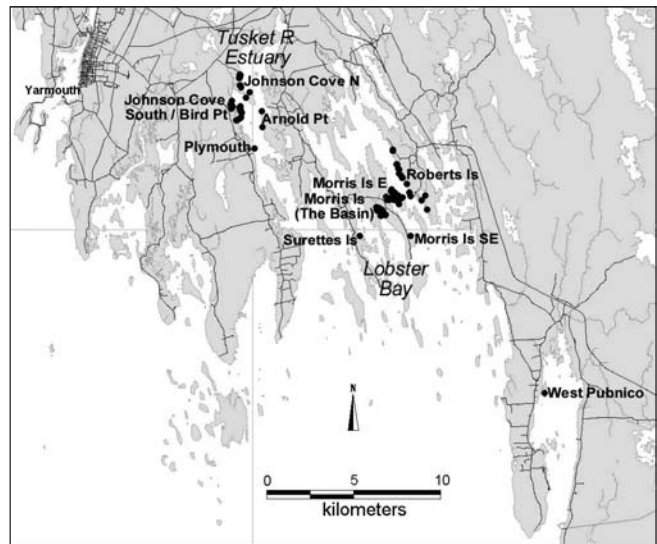 Tusket R
Estuary
Yarmouth
Johnson Cove N
Johnson Cove
South / Bird Pt
Arnold Pt
Plymouth
Roberts Is
Morris Is E
Morris Is
(The Basin)
Surettes Is
Morris Is SE
Lobster
Bay
N
West Pubnico
0 5 10
kilometers